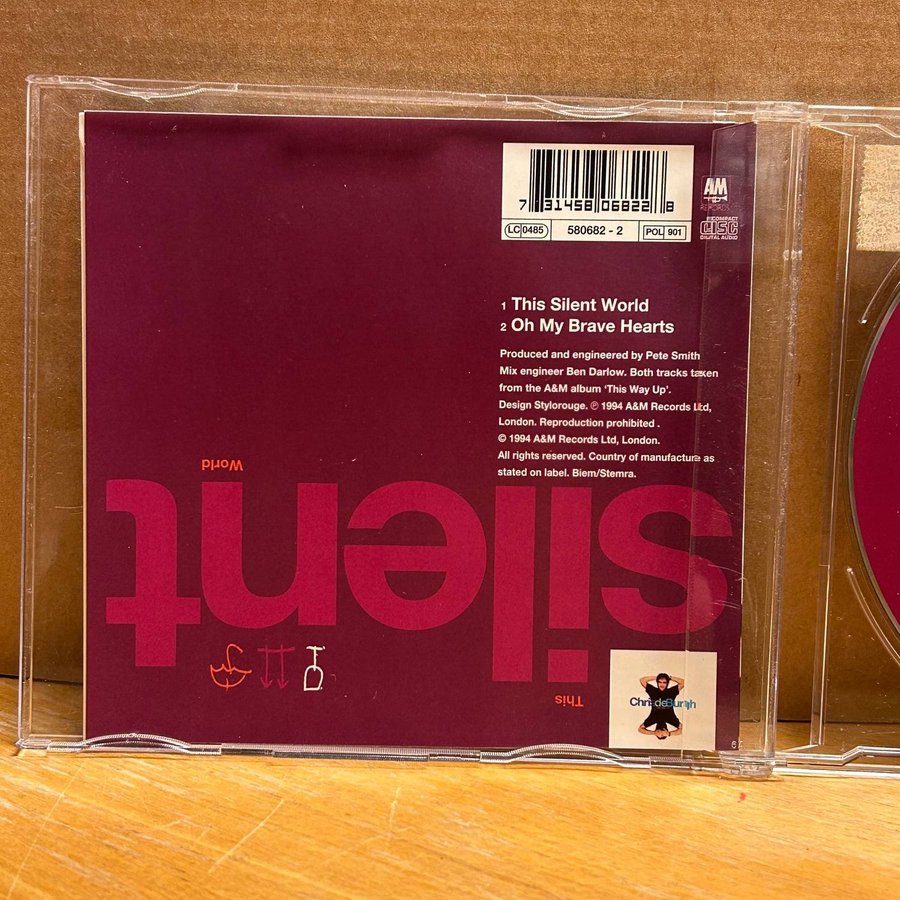 7 31458 06822 8
LC 0485 580682 - 2 POL 901
AM
RECORDS
COMPACT
disc
DIGITAL AUDIO
1 This Silent World
2 Oh My Brave Hearts
Produced and engineered by Pete Smith
Mix engineer Ben Darlow. Both tracks taken
from the A&M album ‘This Way Up’.
Design Stylorouge. ℗ 1994 A&M Records Ltd,
London. Reproduction prohibited .
© 1994 A&M Records Ltd, London.
All rights reserved. Country of manufacture as
stated on label. Biem/Stemra.
This
silent
World
Chris de Burgh